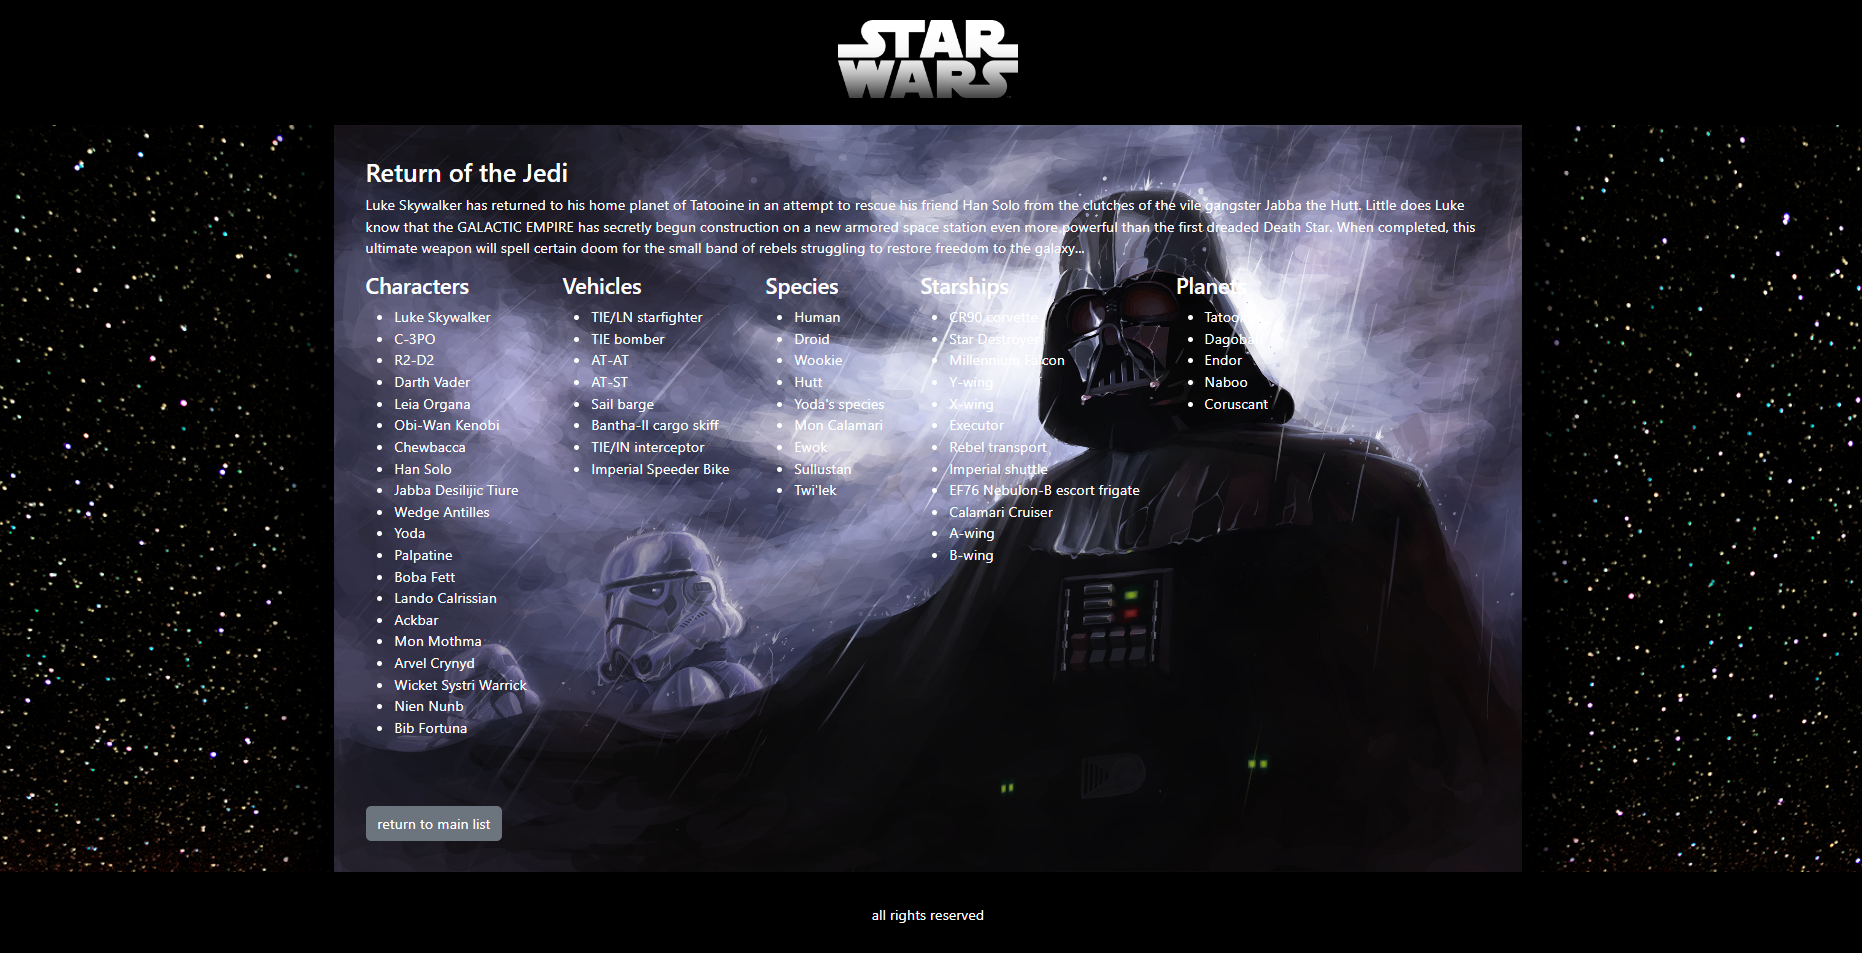 STAR
WARS
Return of the Jedi
Luke Skywalker has returned to his home planet of Tatooine in an attempt to rescue his friend Han Solo from the clutches of the vile gangster Jabba the Hutt. Little does Luke
know that the GALACTIC EMPIRE has secretly begun construction on a new armored space station even more powerful than the first dreaded Death Star. When completed, this
ultimate weapon will spell certain doom for the small band of rebels struggling to restore freedom to the galaxy...
Characters
Luke Skywalker
C-3PO
R2-D2
Darth Vader
Leia Organa
Obi-Wan Kenobi
Chewbacca
Han Solo
Jabba Desilijic Tiure
Wedge Antilles
Yoda
Palpatine
Boba Fett
Lando Calrissian
Ackbar
Mon Mothma
Arvel Crynyd
Wicket Systri Warrick
Nien Nunb
Bib Fortuna
Vehicles
TIE/LN starfighter
TIE bomber
AT-AT
AT-ST
Sail barge
Bantha-II cargo skiff
TIE/IN interceptor
Imperial Speeder Bike
Species
Human
Droid
Wookie
Hutt
Yoda's species
Mon Calamari
Ewok
Sullustan
Twi'lek
Starships
CR90 corvette
Star Destroyer
Millennium Falcon
Y-wing
X-wing
Executor
Rebel transport
Imperial shuttle
EF76 Nebulon-B escort frigate
Calamari Cruiser
A-wing
B-wing
Planets
Dagobah
Endor
Naboo
Coruscant
return to main list
all rights reserved